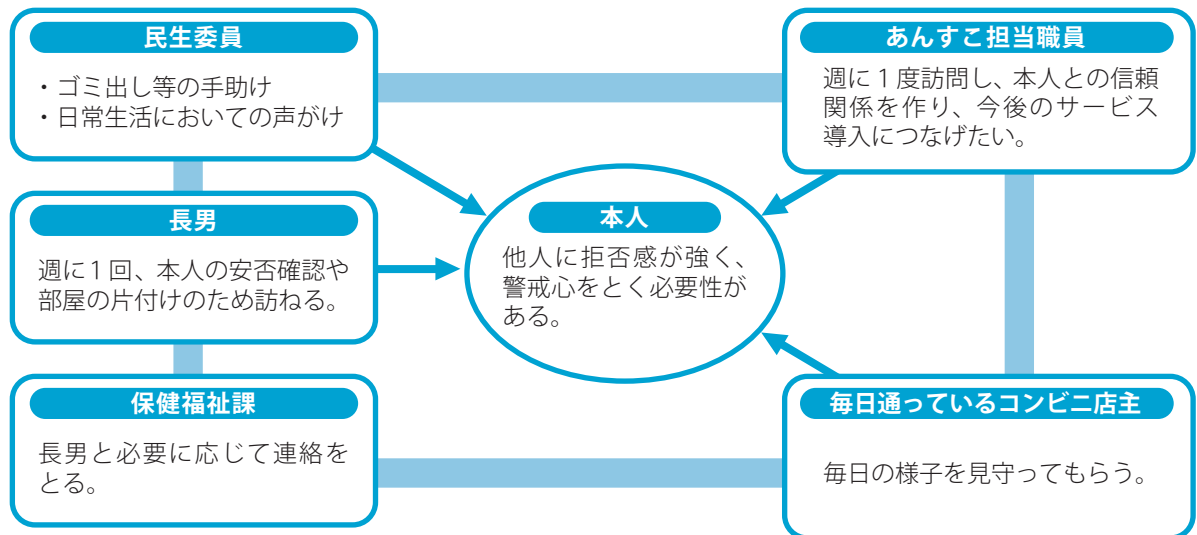 民生委員
・ゴミ出し等の手助け
・日常生活においての声がけ
あんすこ担当職員
週に1度訪問し、本人との信頼
関係を作り、今後のサービス
導入につなげたい。
長男
週に1回、本人の安否確認や
部屋の片付けのため訪ねる。
本人
他人に拒否感が強く、
警戒心をとく必要性が
ある。
保健福祉課
長男と必要に応じて連絡を
とる。
毎日通っているコンビニ店主
毎日の様子を見守ってもらう。